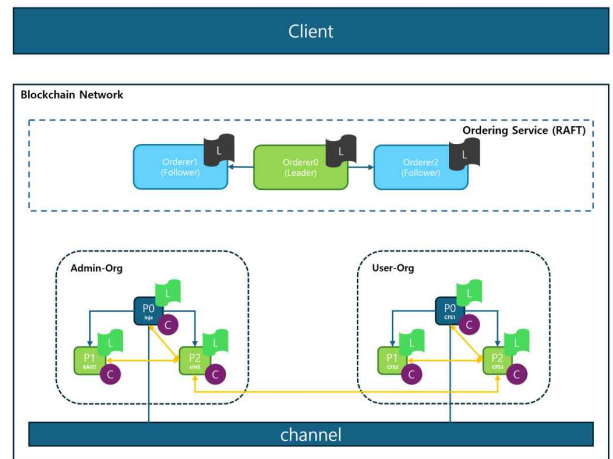 Client
Blockchain Network
Ordering Service (RAFT)
L
L
L
Orderer1
(Follower)
Orderer0
(Leader)
Orderer2
(Follower)
Admin-Org
User-Org
L
L
P0
P0
CFS1
C
C
L
L
L
L
P1
P2
P1
P2
C
C
C
C
channel